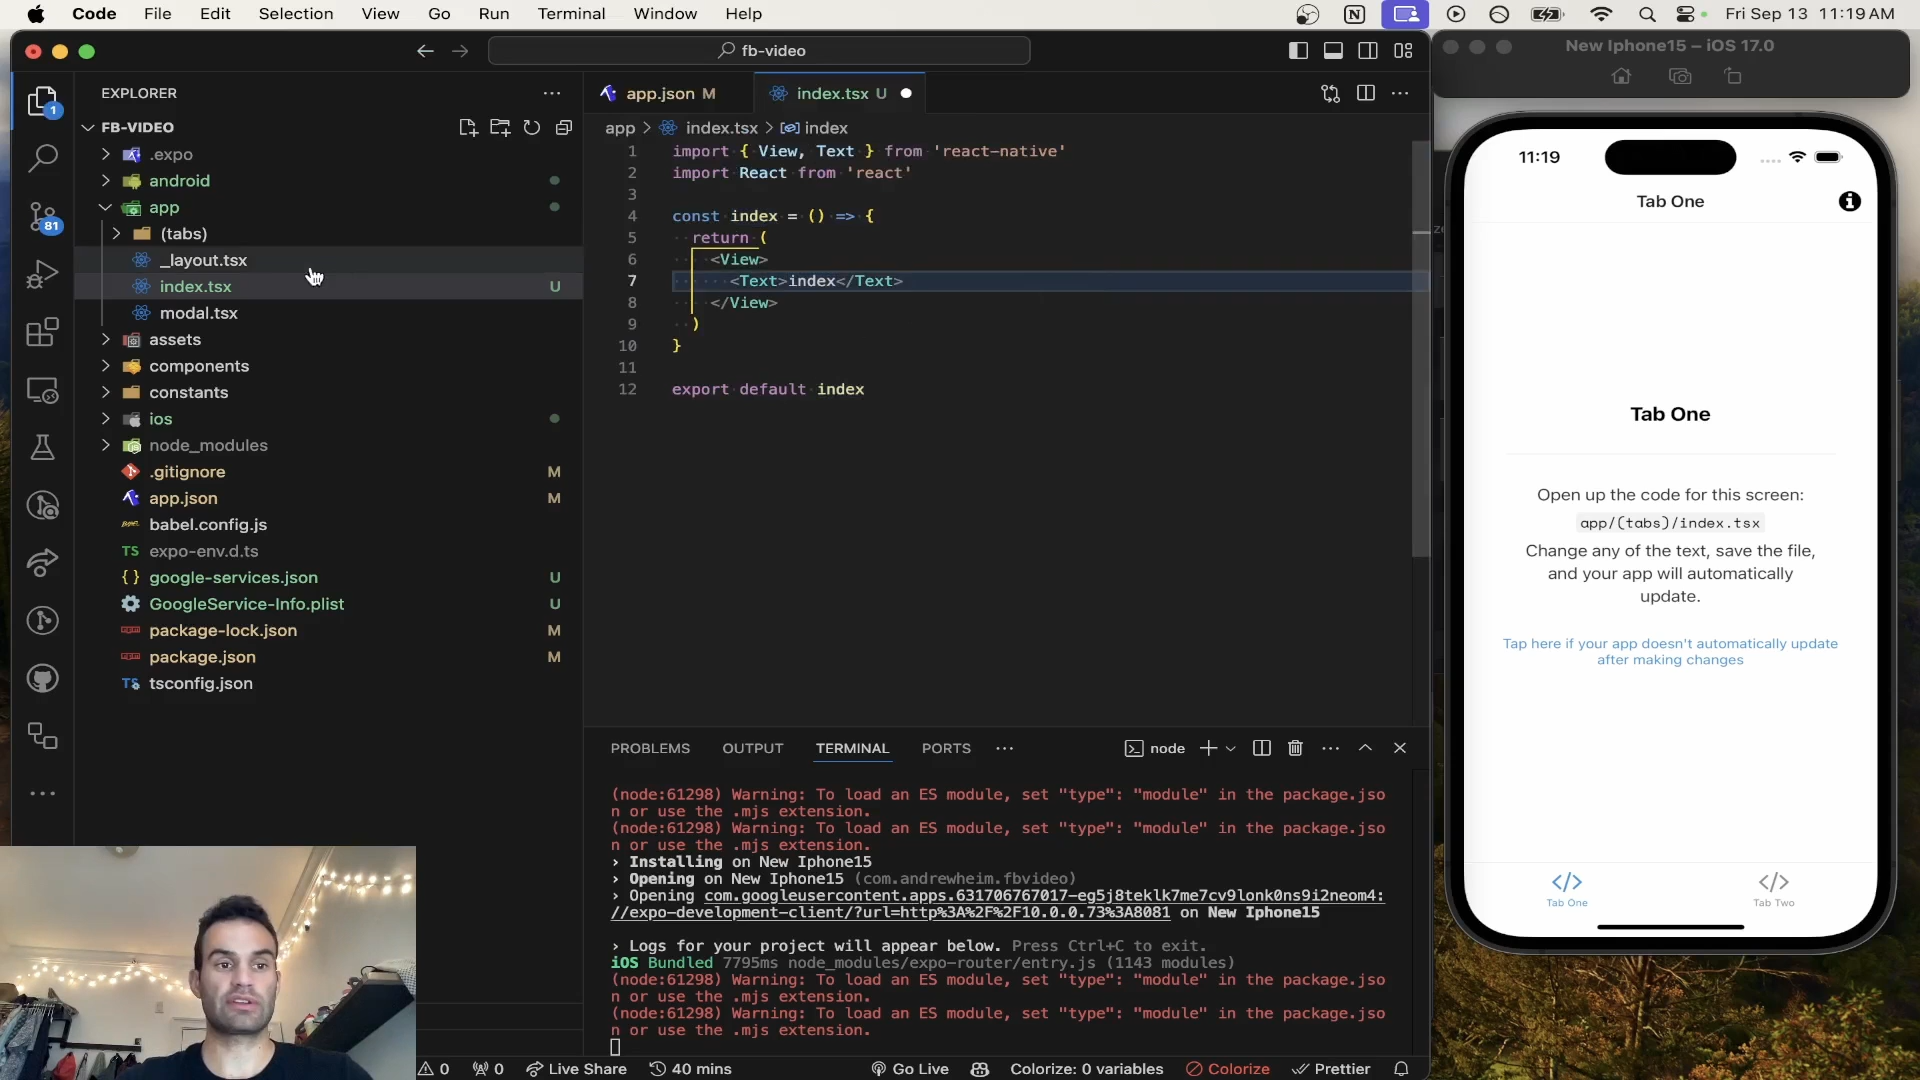 Code File Edit Selection View Go Run Terminal Window Help
Fri Sep 13 11:19 AM
fb-video
EXPLORER
FB-VIDEO
.expo
android
app
(tabs)
_layout.tsx
index.tsx U
modal.tsx
assets
components
constants
ios
node_modules
.gitignore M
app.json M
babel.config.js
TS expo-env.d.ts
{ } google-services.json U
GoogleService-Info.plist U
package-lock.json M
package.json M
TS tsconfig.json
1
81
app.json M index.tsx U
app > index.tsx > index
1 import { View, Text } from 'react-native'
2 import React from 'react'
3
4 const index = () => {
5 return (
6 <View>
7 <Text>index</Text>
8 </View>
9 )
10 }
11
12 export default index
PROBLEMS OUTPUT TERMINAL PORTS
node
(node:61298) Warning: To load an ES module, set "type": "module" in the package.jso
n or use the .mjs extension.
(node:61298) Warning: To load an ES module, set "type": "module" in the package.jso
n or use the .mjs extension.
› Installing on New Iphone15
› Opening on New Iphone15 (com.andrewheim.fbvideo)
› Opening com.googleusercontent.apps.631706767017-eg5j8teklk7me7cv9lonk0ns9i2neom4:
//expo-development-client/?url=http%3A%2F%2F10.0.0.73%3A8081 on New Iphone15
› Logs for your project will appear below. Press Ctrl+C to exit.
iOS Bundled 7795ms node_modules/expo-router/entry.js (1143 modules)
(node:61298) Warning: To load an ES module, set "type": "module" in the package.jso
n or use the .mjs extension.
(node:61298) Warning: To load an ES module, set "type": "module" in the package.jso
n or use the .mjs extension.
0 0 Live Share 40 mins Go Live Colorize: 0 variables Colorize Prettier
New Iphone15 – iOS 17.0
11:19
Tab One
Tab One
Open up the code for this screen:
app/(tabs)/index.tsx
Change any of the text, save the file,
and your app will automatically
update.
Tap here if your app doesn't automatically update
after making changes
Tab One Tab Two